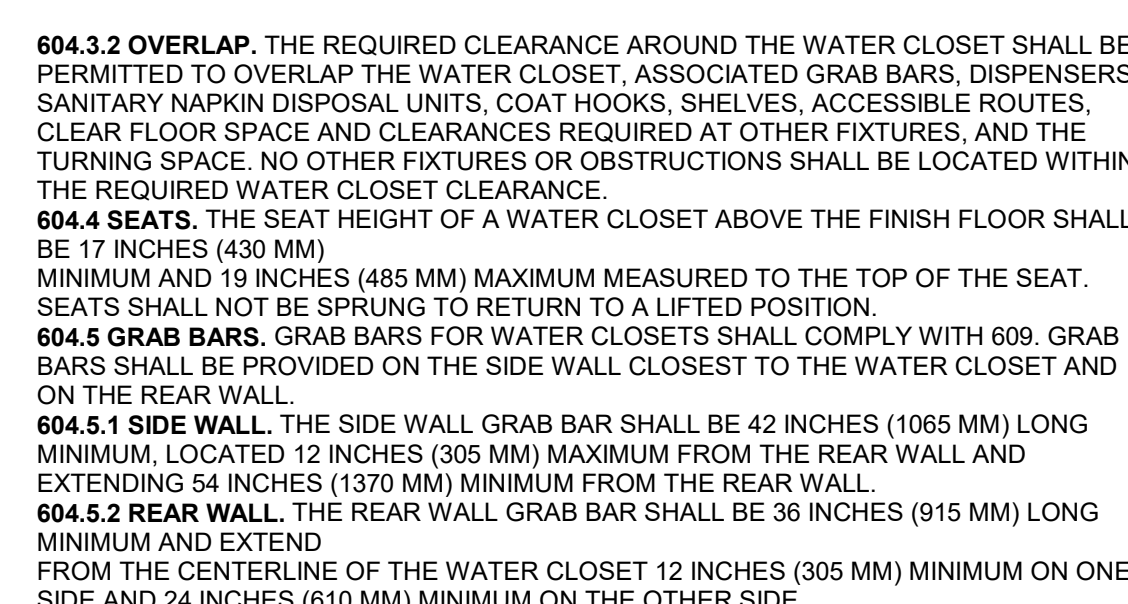 604.3.2 OVERLAP. THE REQUIRED CLEARANCE AROUND THE WATER CLOSET SHALL BE
PERMITTED TO OVERLAP THE WATER CLOSET, ASSOCIATED GRAB BARS, DISPENSERS
SANITARY NAPKIN DISPOSAL UNITS, COAT HOOKS, SHELVES, ACCESSIBLE ROUTES,
CLEAR FLOOR SPACE AND CLEARANCES REQUIRED AT OTHER FIXTURES, AND THE
TURNING SPACE. NO OTHER FIXTURES OR OBSTRUCTIONS SHALL BE LOCATED WITHIN
THE REQUIRED WATER CLOSET CLEARANCE.
604.4 SEATS. THE SEAT HEIGHT OF A WATER CLOSET ABOVE THE FINISH FLOOR SHALL
BE 17 INCHES (430 MM)
MINIMUM AND 19 INCHES (485 MM) MAXIMUM MEASURED TO THE TOP OF THE SEAT.
SEATS SHALL NOT BE SPRUNG TO RETURN TO A LIFTED POSITION.
604.5 GRAB BARS. GRAB BARS FOR WATER CLOSETS SHALL COMPLY WITH 609. GRAB
BARS SHALL BE PROVIDED ON THE SIDE WALL CLOSEST TO THE WATER CLOSET AND
ON THE REAR WALL.
604.5.1 SIDE WALL. THE SIDE WALL GRAB BAR SHALL BE 42 INCHES (1065 MM) LONG
MINIMUM, LOCATED 12 INCHES (305 MM) MAXIMUM FROM THE REAR WALL AND
EXTENDING 54 INCHES (1370 MM) MINIMUM FROM THE REAR WALL.
604.5.2 REAR WALL. THE REAR WALL GRAB BAR SHALL BE 36 INCHES (915 MM) LONG
MINIMUM AND EXTEND
FROM THE CENTERLINE OF THE WATER CLOSET 12 INCHES (305 MM) MINIMUM ON ONE
SIDE AND 24 INCHES (610 MM) MINIMUM ON THE OTHER SIDE